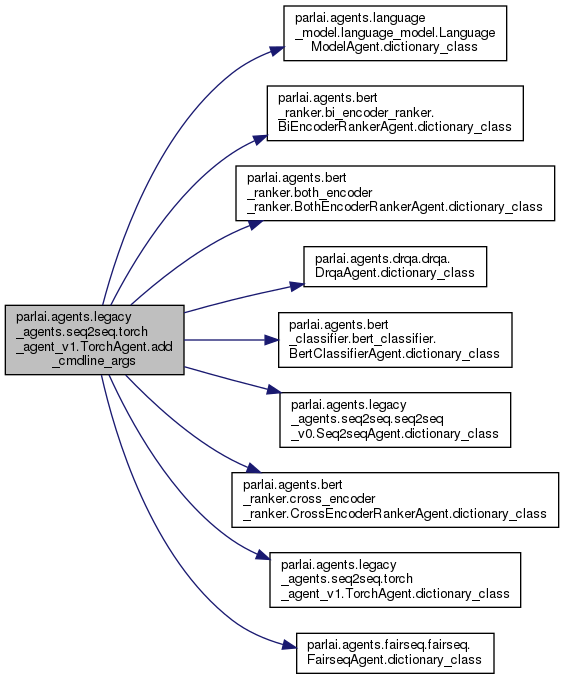 parlai.agents.language
_model.language_model.Language
ModelAgent.dictionary_class
parlai.agents.bert
_ranker.bi_encoder_ranker.
BiEncoderRankerAgent.dictionary_class
parlai.agents.bert
_ranker.both_encoder
_ranker.BothEncoderRankerAgent.dictionary_class
parlai.agents.drqa.drqa.
DrqaAgent.dictionary_class
parlai.agents.legacy
_agents.seq2seq.torch
_agent_v1.TorchAgent.add
_cmdline_args
parlai.agents.bert
_classifier.bert_classifier.
BertClassifierAgent.dictionary_class
parlai.agents.legacy
_agents.seq2seq.seq2seq
_v0.Seq2seqAgent.dictionary_class
parlai.agents.bert
_ranker.cross_encoder
_ranker.CrossEncoderRankerAgent.dictionary_class
parlai.agents.legacy
_agents.seq2seq.torch
_agent_v1.TorchAgent.dictionary_class
parlai.agents.fairseq.fairseq.
FairseqAgent.dictionary_class